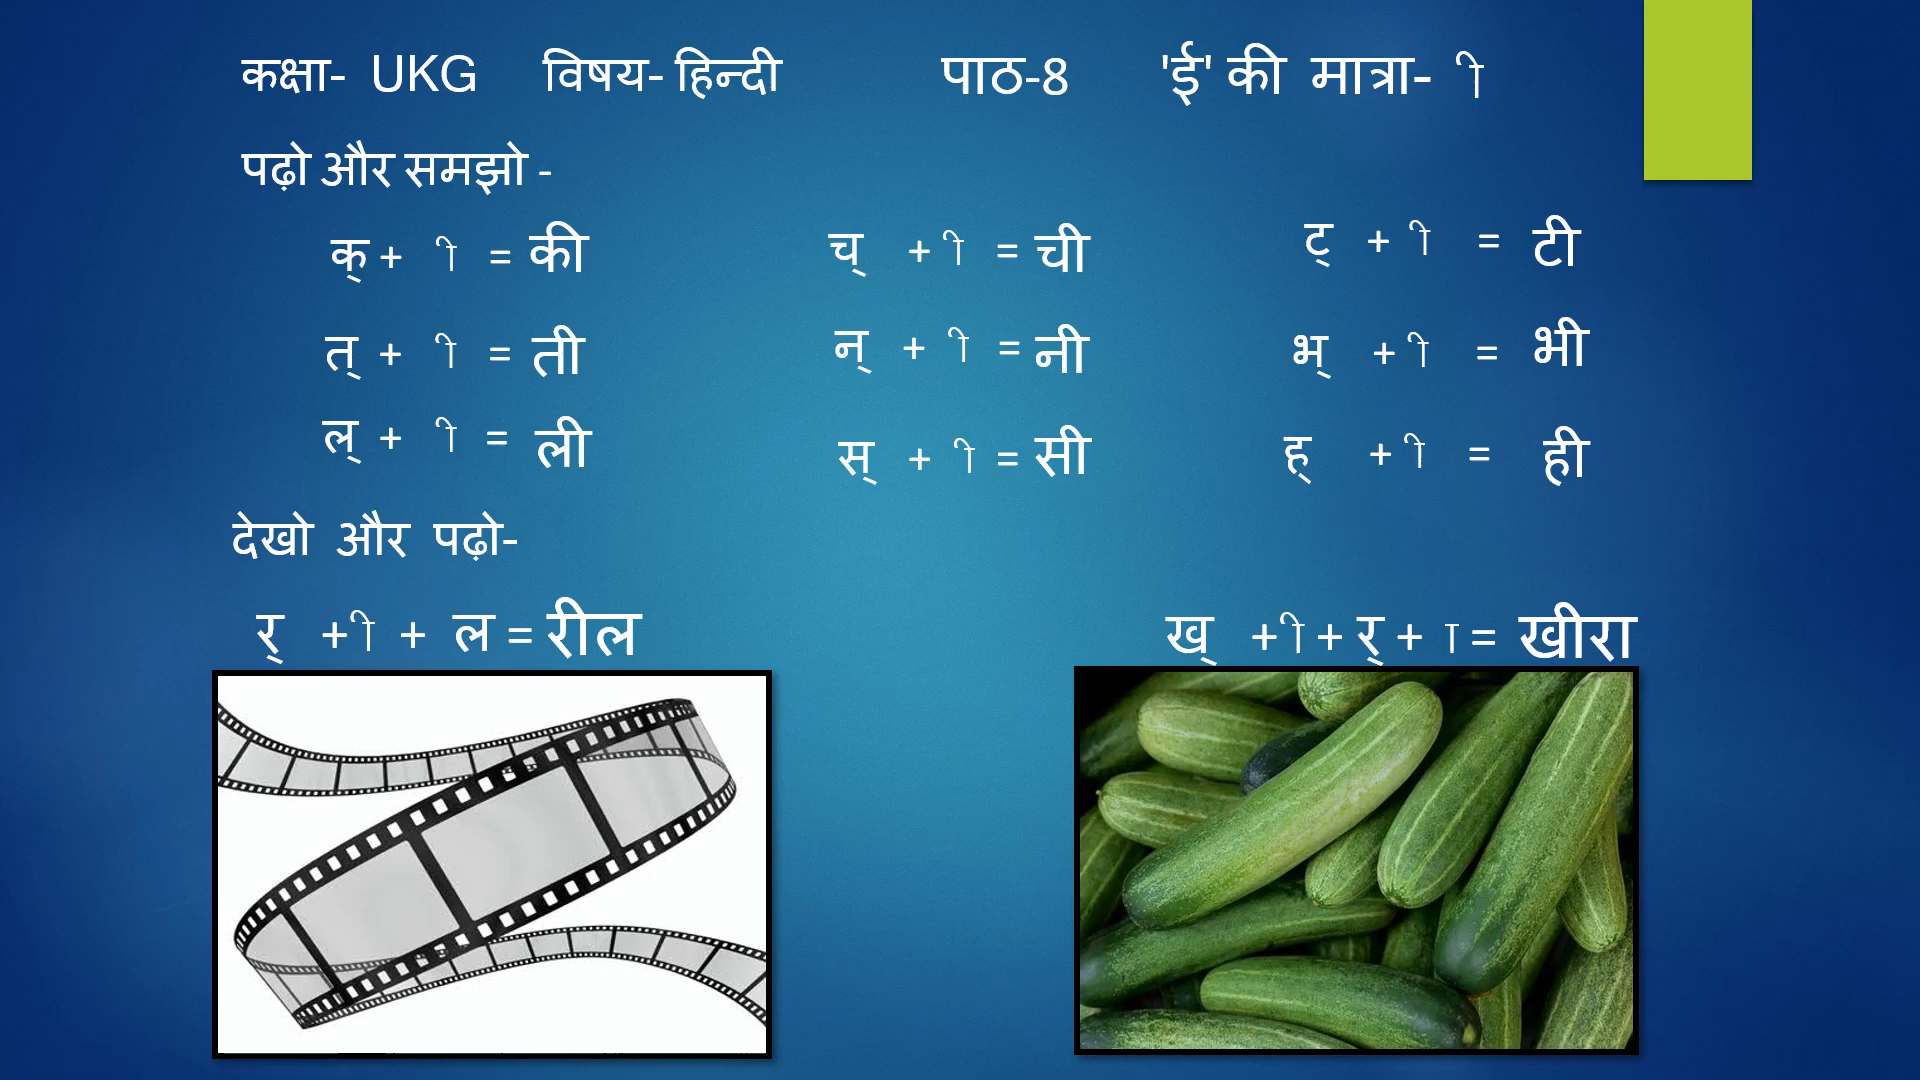 कक्षा- UKG विषय- हिन्दी पाठ-8 'ई' की मात्रा- ी
पढ़ो और समझो -
क् + ी = की च् + ी = ची ट् + ी = टी
त् + ी = ती न् + ी = नी भ् + ी = भी
ल् + ी = ली स् + ी = सी ह् + ी = ही
देखो और पढ़ो-
र् + ी + ल = रील ख् + ी + र् + ा = खीरा